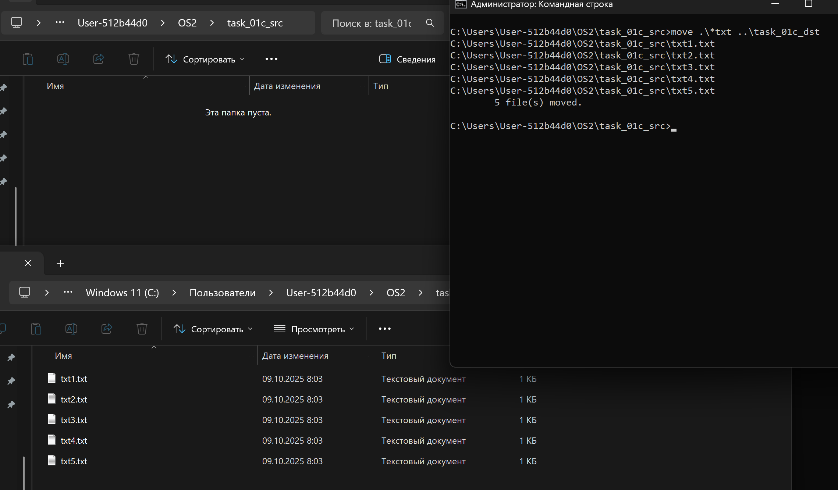 User-512b44d0 > OS2 > task_01c_src
Поиск в: task_01c
Сортировать
Сведения
Имя
Дата изменения
Тип
Эта папка пуста.
Администратор: Командная строка
C:\Users\User-512b44d0\OS2\task_01c_src>move .\*txt ..\task_01c_dst
C:\Users\User-512b44d0\OS2\task_01c_src\txt1.txt
C:\Users\User-512b44d0\OS2\task_01c_src\txt2.txt
C:\Users\User-512b44d0\OS2\task_01c_src\txt3.txt
C:\Users\User-512b44d0\OS2\task_01c_src\txt4.txt
C:\Users\User-512b44d0\OS2\task_01c_src\txt5.txt
5 file(s) moved.
C:\Users\User-512b44d0\OS2\task_01c_src>
Windows 11 (C:) > Пользователи > User-512b44d0 > OS2 > tas
Сортировать
Просмотреть
Имя
Дата изменения
Тип
txt1.txt 09.10.2025 8:03 Текстовый документ 1 КБ
txt2.txt 09.10.2025 8:03 Текстовый документ 1 КБ
txt3.txt 09.10.2025 8:03 Текстовый документ 1 КБ
txt4.txt 09.10.2025 8:03 Текстовый документ 1 КБ
txt5.txt 09.10.2025 8:03 Текстовый документ 1 КБ